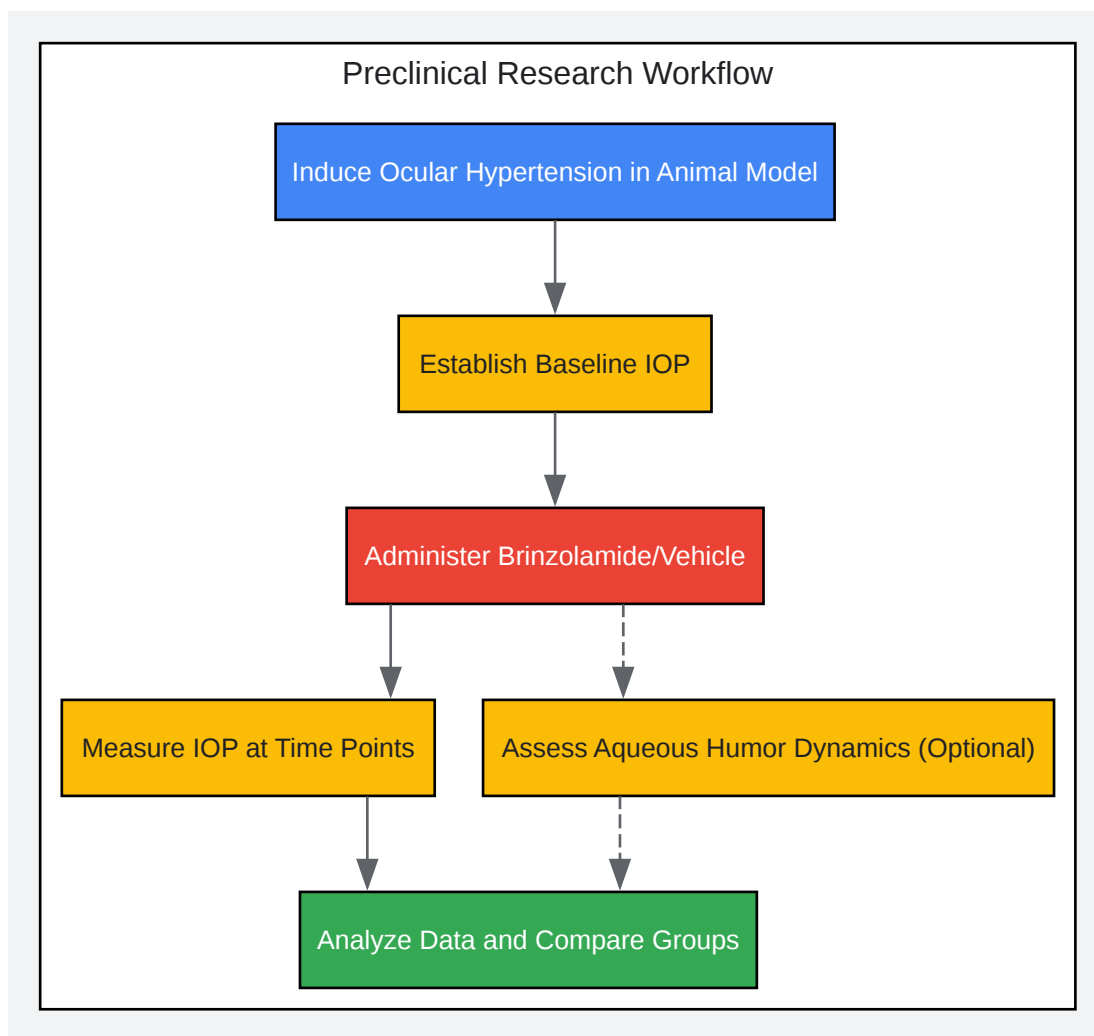 Preclinical Research Workflow
Induce Ocular Hypertension in Animal Model
Establish Baseline IOP
Administer Brinzolamide/Vehicle
Measure IOP at Time Points
Assess Aqueous Humor Dynamics (Optional)
Analyze Data and Compare Groups